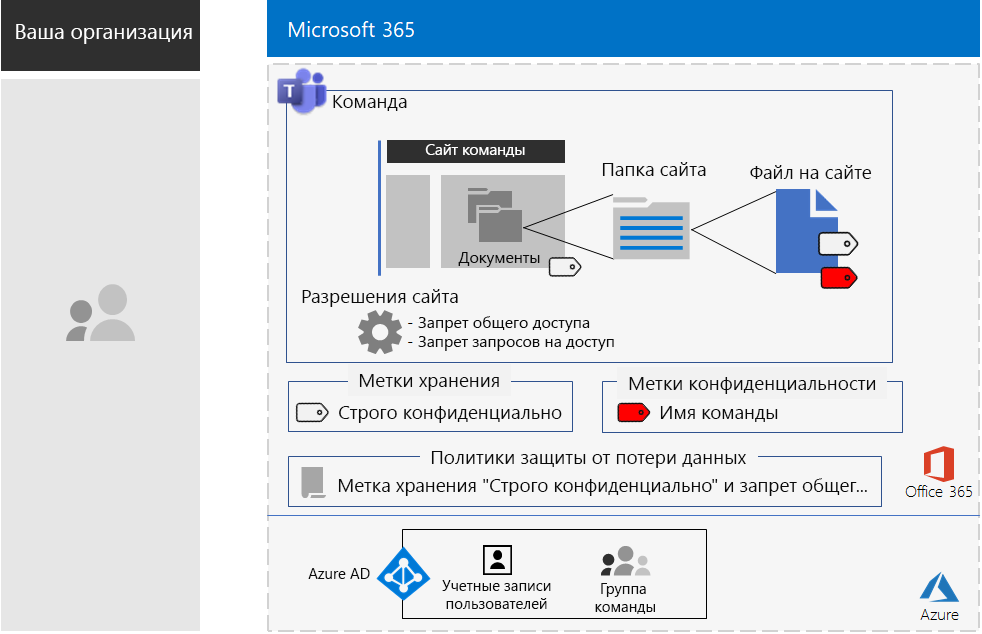 Ваша организация
Microsoft 365
T
Команда
Сайт команды
Документы
Папка сайта
Файл на сайте
Разрешения сайта
- Запрет общего доступа
- Запрет запросов на доступ
Метки хранения
Строго конфиденциально
Метки конфиденциальности
Имя команды
Политики защиты от потери данных
Метка хранения "Строго конфиденциально" и запрет общег...
Office 365
Azure AD
Учетные записи
пользователей
Группа
команды
Azure